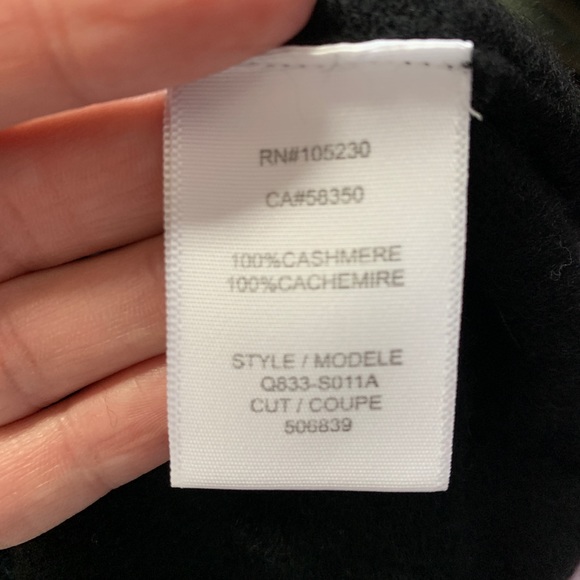 RN#105230
CA#58350
100%CASHMERE
100%CACHEMIRE
STYLE / MODELE
Q833-S011A
CUT / COUPE
506839